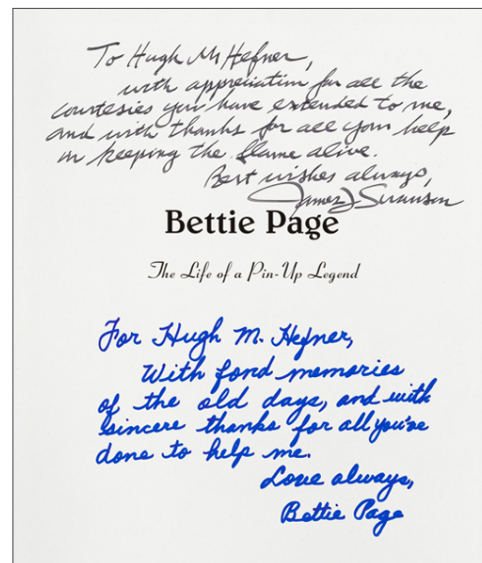 To Hugh M Hefner,
with appreciation for all the
courtesies you have extended to me,
and with thanks for all your help
in keeping the flame alive.
Best wishes always,
James L Swanson
Bettie Page
The Life of a Pin-Up Legend
For Hugh M. Hefner,
With fond memories
of the old days, and with
sincere thanks for all you've
done to help me.
Love always,
Bettie Page